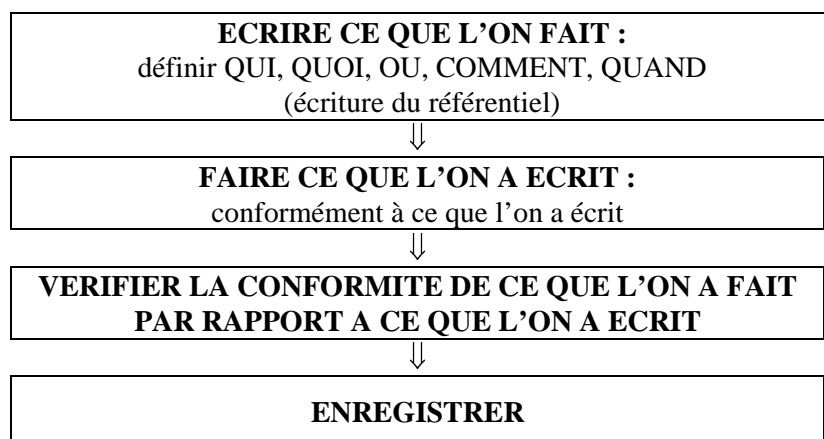 ECRIRE CE QUE L’ON FAIT :
définir QUI, QUOI, OU, COMMENT, QUAND
(écriture du référentiel)
⇓
FAIRE CE QUE L’ON A ECRIT :
conformément à ce que l’on a écrit
⇓
VERIFIER LA CONFORMITE DE CE QUE L’ON A FAIT
PAR RAPPORT A CE QUE L’ON A ECRIT
⇓
ENREGISTRER